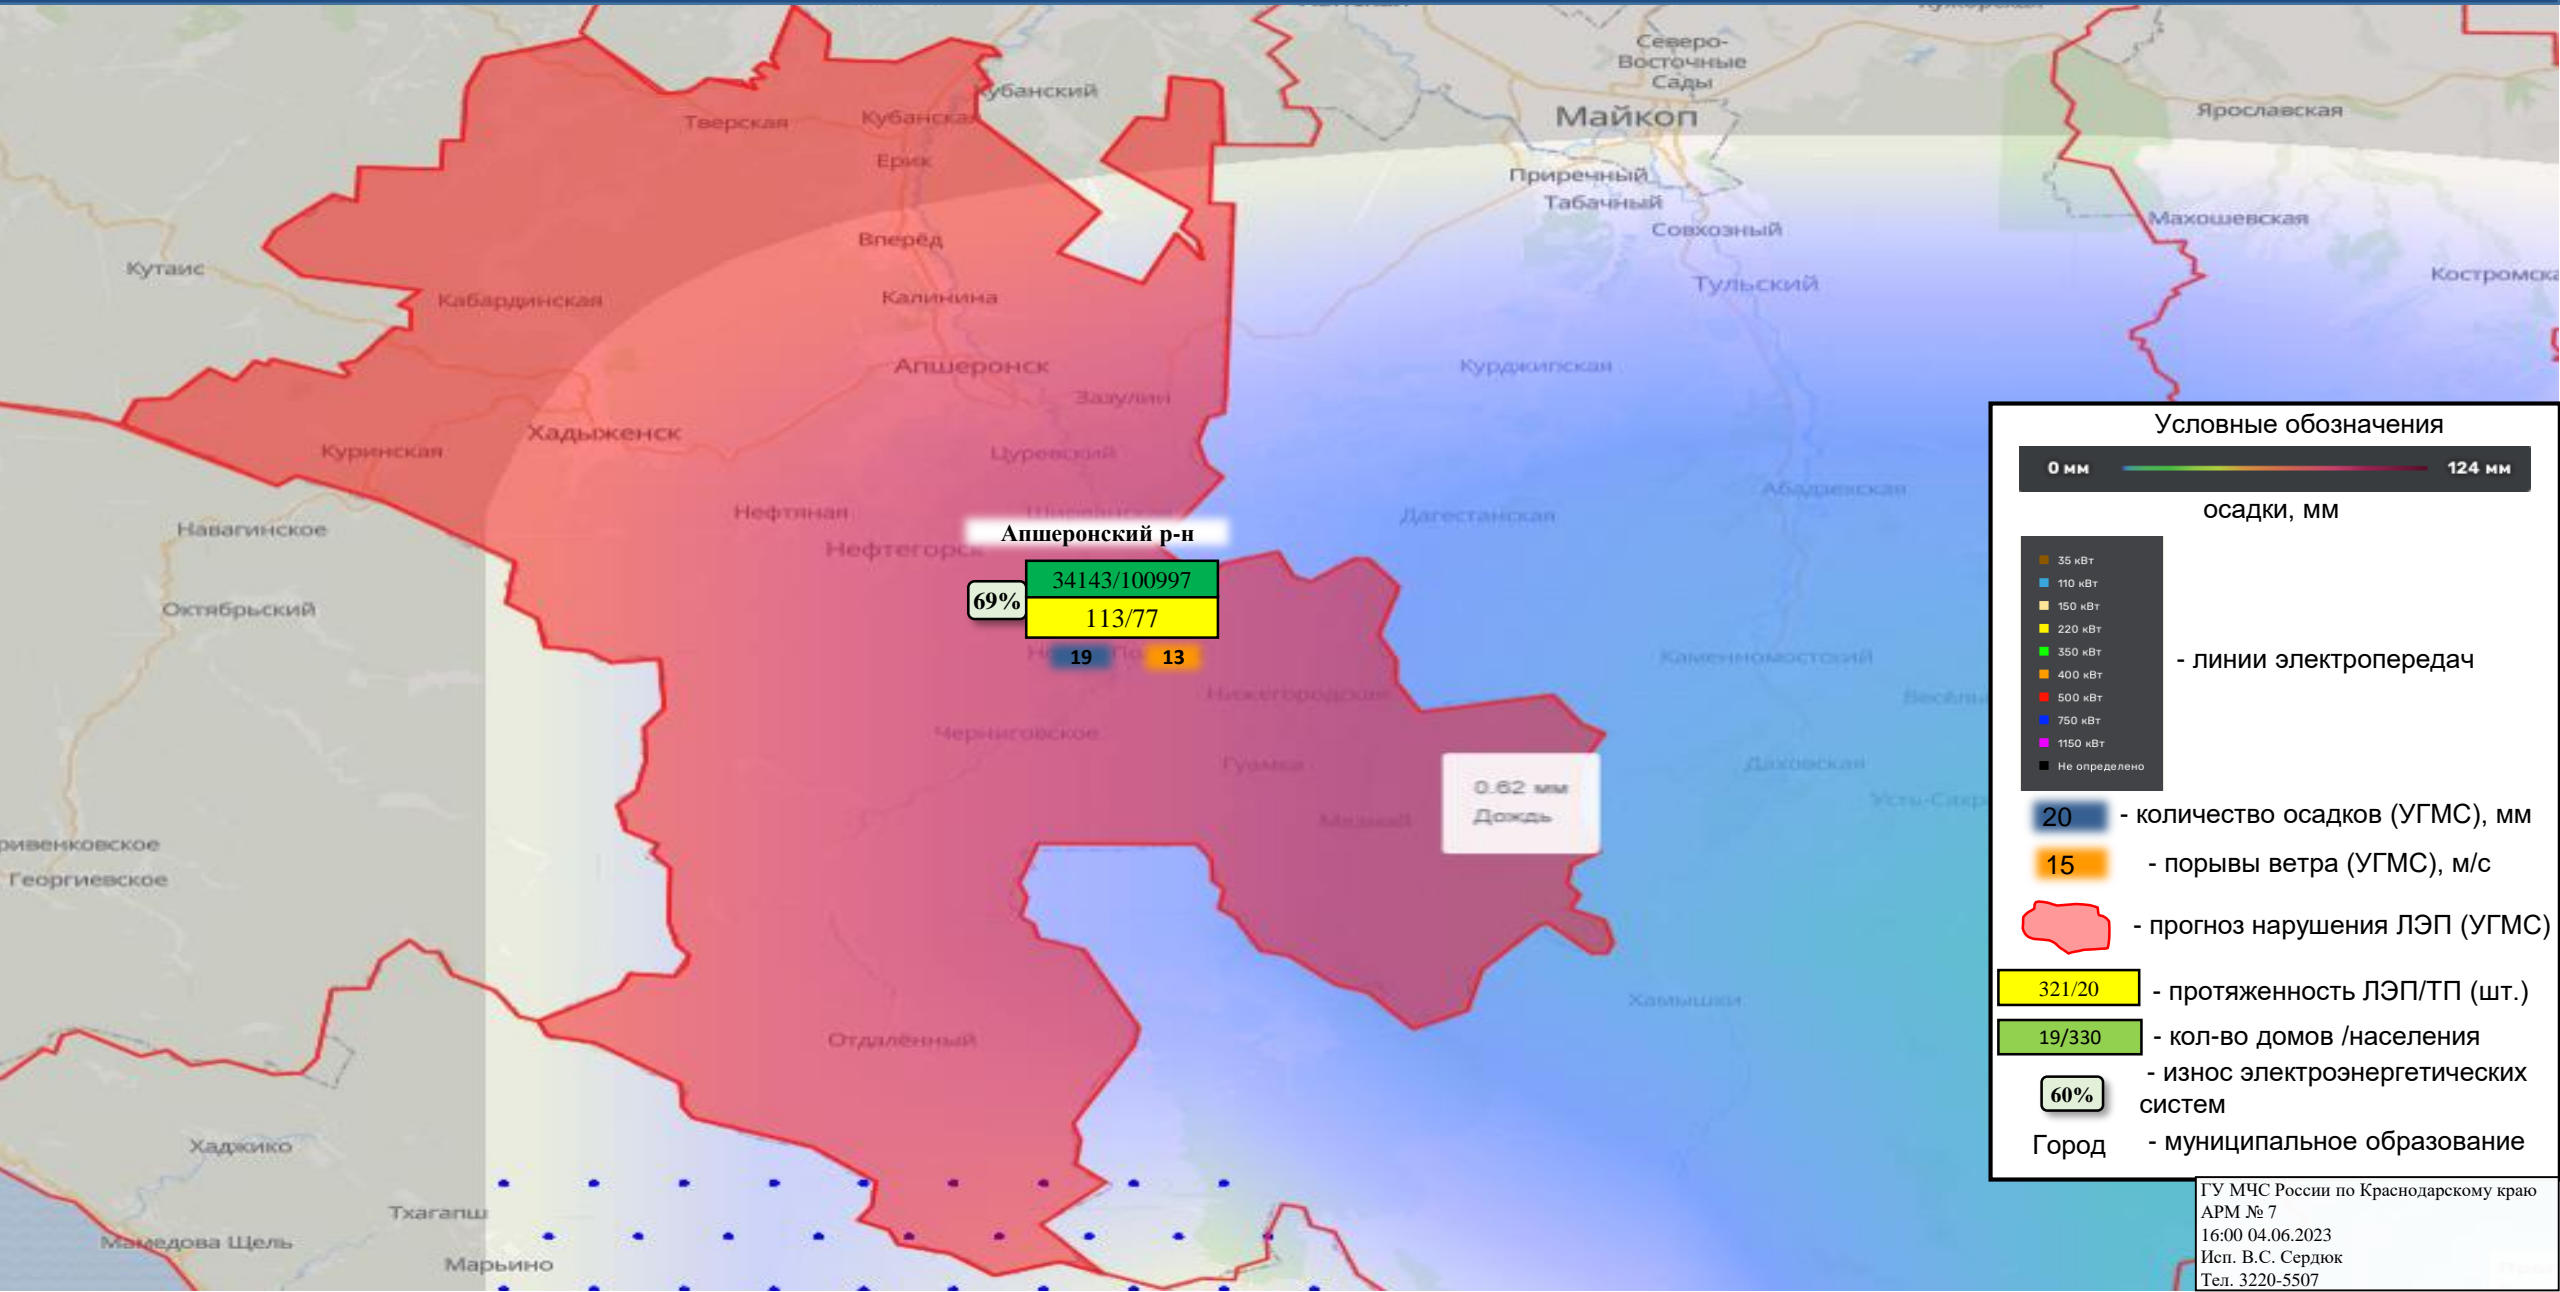 Северо-
Восточные
Сады
Майкоп
Кубанский
Тверская
Кубанская
Ерик
Ярославская
Приречный
Табачный
Совхозный
Махошевская
Вперёд
Кутаис
Тульский
Костромска
Кабардинская
Калинина
Апшеронск
Курджипская
Зазулин
Хадыженск
Куринская
Цуревский
Абадзехская
Нефтяная
Дагестанская
Навагинское
Апшеронский р-н
Нефтегорск
34143/100997
69%
113/77
Октябрьский
19
13
Каменномостский
Нижегородская
Черниговское
Гуамка
Даховская
0.62 мм
Дождь
Мезмай
ривенковское
Георгиевское
Хамышки
Отдалённый
Хаджико
Тхагапш
Мамедова Щель
Марьино
Условные обозначения
0 мм
124 мм
осадки, мм
35 кВт
110 кВт
150 кВт
220 кВт
350 кВт
400 кВт
500 кВт
750 кВт
1150 кВт
Не определено
- линии электропередач
20 - количество осадков (УГМС), мм
15 - порывы ветра (УГМС), м/с
- прогноз нарушения ЛЭП (УГМС)
321/20 - протяженность ЛЭП/ТП (шт.)
19/330 - кол-во домов /населения
60% - износ электроэнергетических
систем
Город - муниципальное образование
ГУ МЧС России по Краснодарскому краю
АРМ № 7
16:00 04.06.2023
Исп. В.С. Сердюк
Тел. 3220-5507